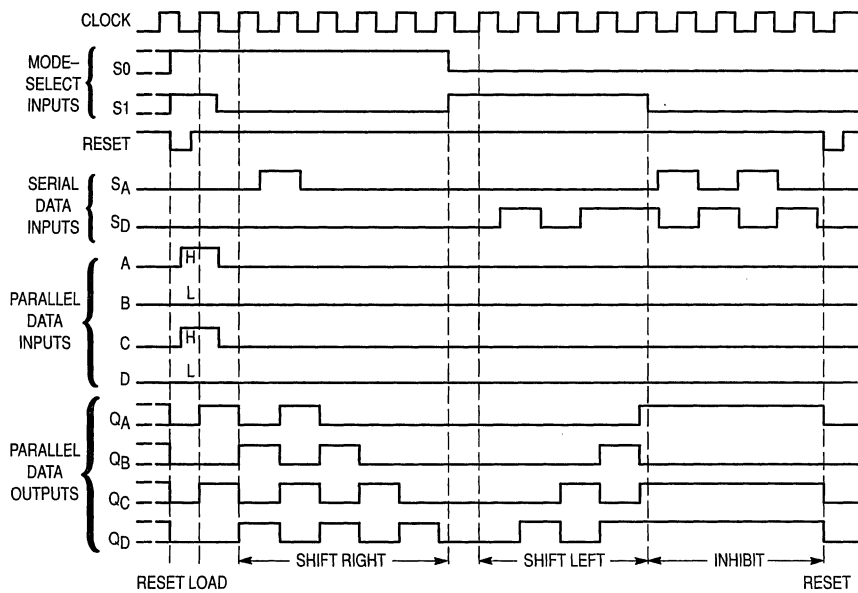 CLOCK
MODE–
SELECT
INPUTS
S0
S1
RESET
SERIAL
DATA
INPUTS
SA
SD
PARALLEL
DATA
INPUTS
A
H
B
L
C
H
D
L
PARALLEL
DATA
OUTPUTS
QA
QB
QC
QD
SHIFT RIGHT
SHIFT LEFT
INHIBIT
RESET LOAD
RESET